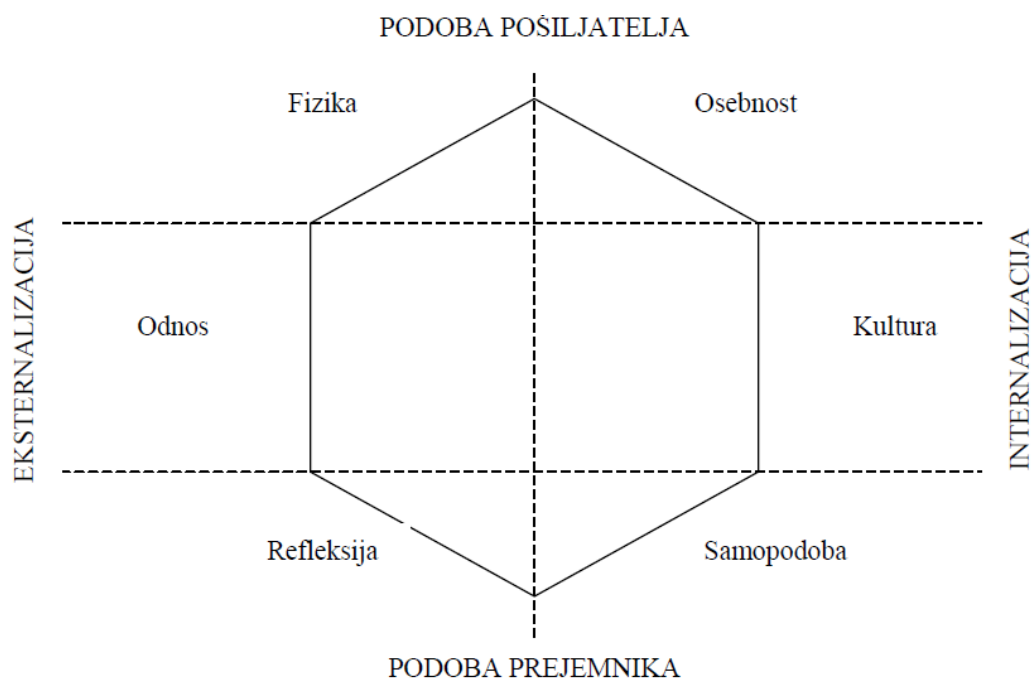 PODOBA POŠILJATELJA
Fizika
Osebnost
EKSTERNALIZACIJA
Odnos
Kultura
INTERNALIZACIJA
Refleksija
Samopodoba
PODOBA PREJEMNIKA